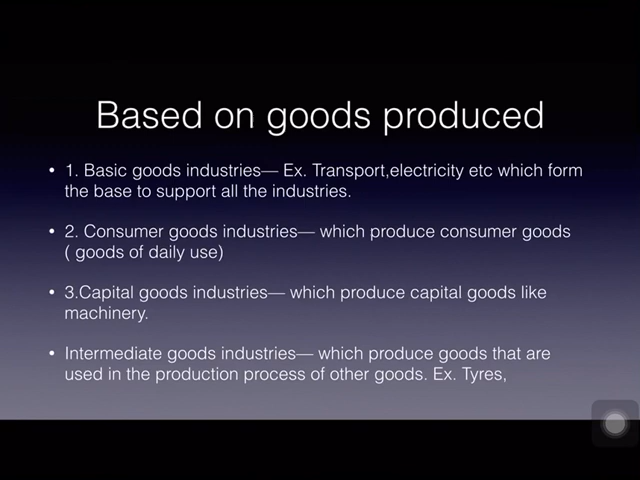 Based on goods produced
• 1. Basic goods industries— Ex. Transport,electricity etc which form
the base to support all the industries.
• 2. Consumer goods industries— which produce consumer goods
( goods of daily use)
• 3.Capital goods industries— which produce capital goods like
machinery.
• Intermediate goods industries— which produce goods that are
used in the production process of other goods. Ex. Tyres,